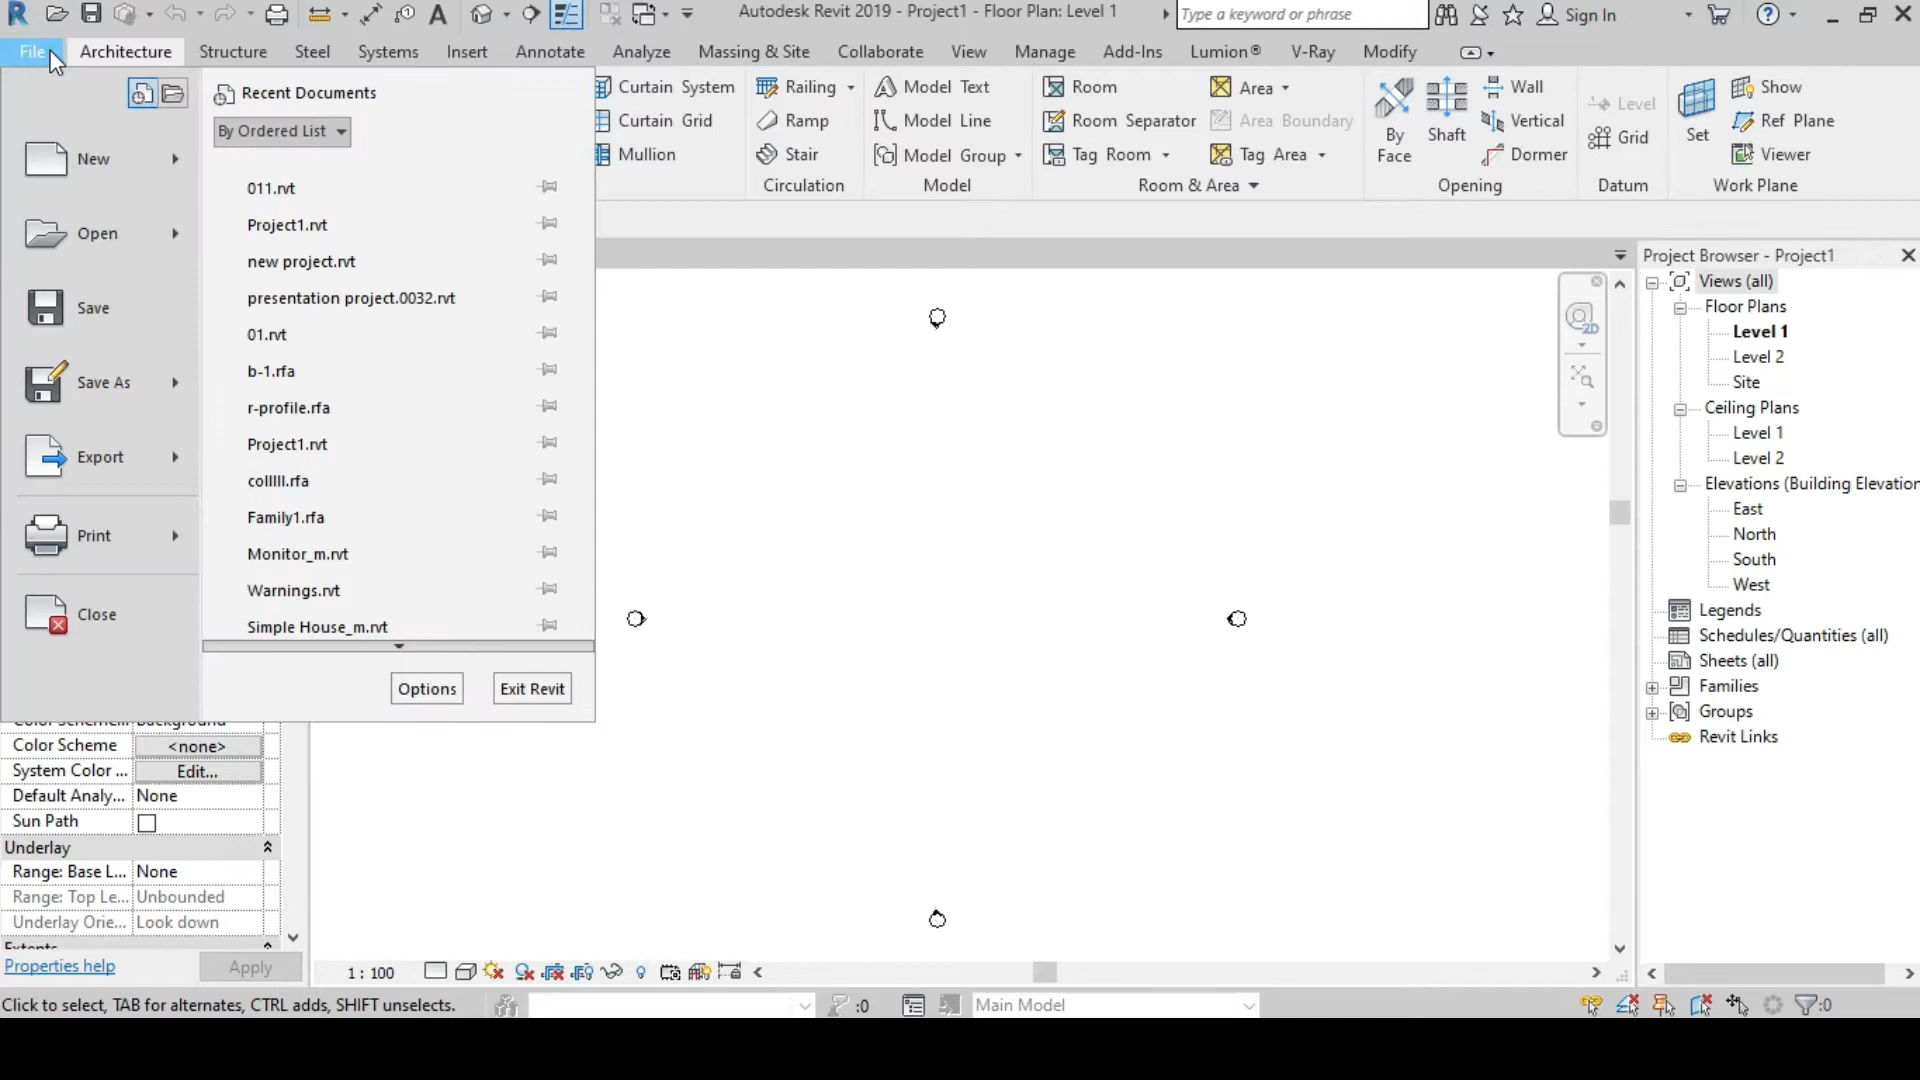 Autodesk Revit 2019 - Project1 - Floor Plan: Level 1
Type a keyword or phrase
Sign In
File
Architecture
Structure
Steel
Systems
Insert
Annotate
Analyze
Massing & Site
Collaborate
View
Manage
Add-Ins
Lumion®
V-Ray
Modify
Recent Documents
By Ordered List
New
Open
Save
Save As
Export
Print
Close
011.rvt
Project1.rvt
new project.rvt
presentation project.0032.rvt
01.rvt
b-1.rfa
r-profile.rfa
Project1.rvt
colllll.rfa
Family1.rfa
Monitor_m.rvt
Warnings.rvt
Simple House_m.rvt
Options
Exit Revit
Curtain System
Curtain Grid
Mullion
Railing
Ramp
Stair
Circulation
Model Text
Model Line
Model Group
Model
Room
Room Separator
Tag Room
Area
Area Boundary
Tag Area
Room & Area
By
Face
Shaft
Wall
Vertical
Dormer
Opening
Level
Grid
Datum
Set
Show
Ref Plane
Viewer
Work Plane
2D
Project Browser - Project1
Views (all)
Floor Plans
Level 1
Level 2
Site
Ceiling Plans
Level 1
Level 2
Elevations (Building Elevation
East
North
South
West
Legends
Schedules/Quantities (all)
Sheets (all)
Families
Groups
Revit Links
Color Scheme... Background
Color Scheme <none>
System Color ... Edit...
Default Analy... None
Sun Path
Underlay
Range: Base L... None
Range: Top Le... Unbounded
Underlay Orie... Look down
Extents
Properties help
Apply
1 : 100
Click to select, TAB for alternates, CTRL adds, SHIFT unselects.
:0
Main Model
:0